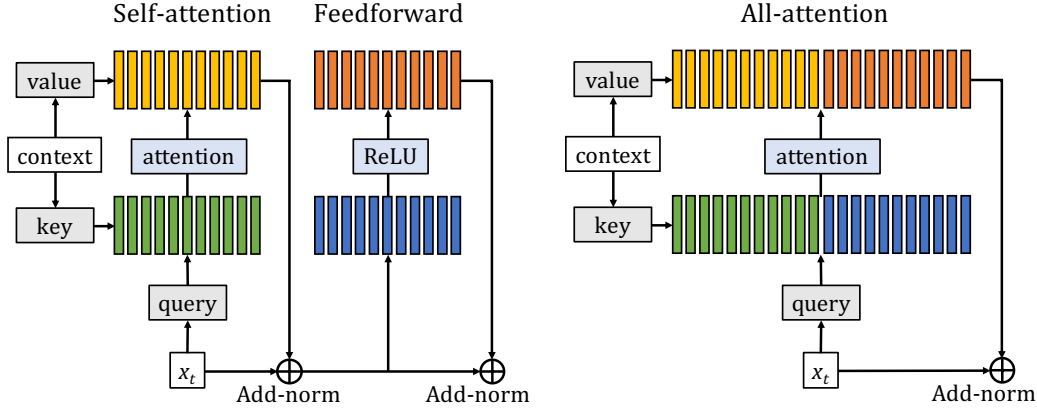 Self-attention
Feedforward
All-attention
value
context
key
attention
ReLU
query
x_t
Add-norm
Add-norm
value
context
key
attention
query
x_t
Add-norm